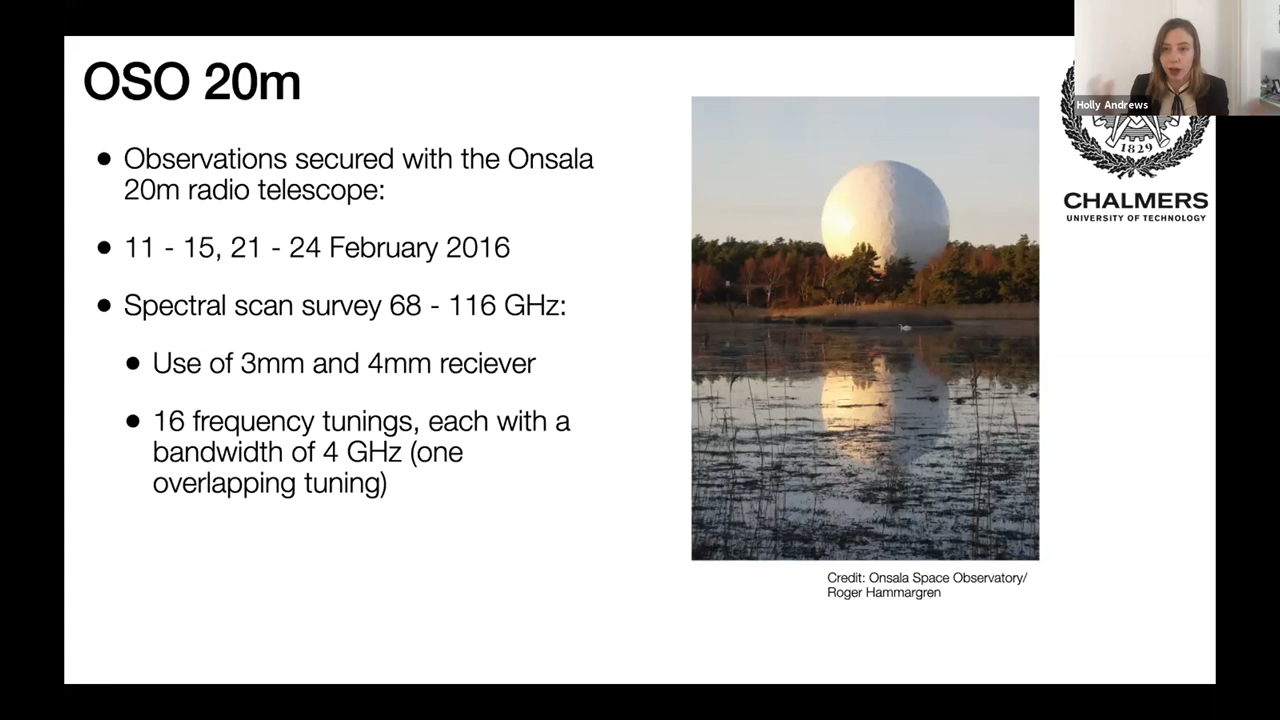 OSO 20m
● Observations secured with the Onsala
20m radio telescope:
● 11 - 15, 21 - 24 February 2016
● Spectral scan survey 68 - 116 GHz:
● Use of 3mm and 4mm reciever
● 16 frequency tunings, each with a
bandwidth of 4 GHz (one
overlapping tuning)
Credit: Onsala Space Observatory/
Roger Hammargren
Holly Andrews
1829
CHALMERS
UNIVERSITY OF TECHNOLOGY